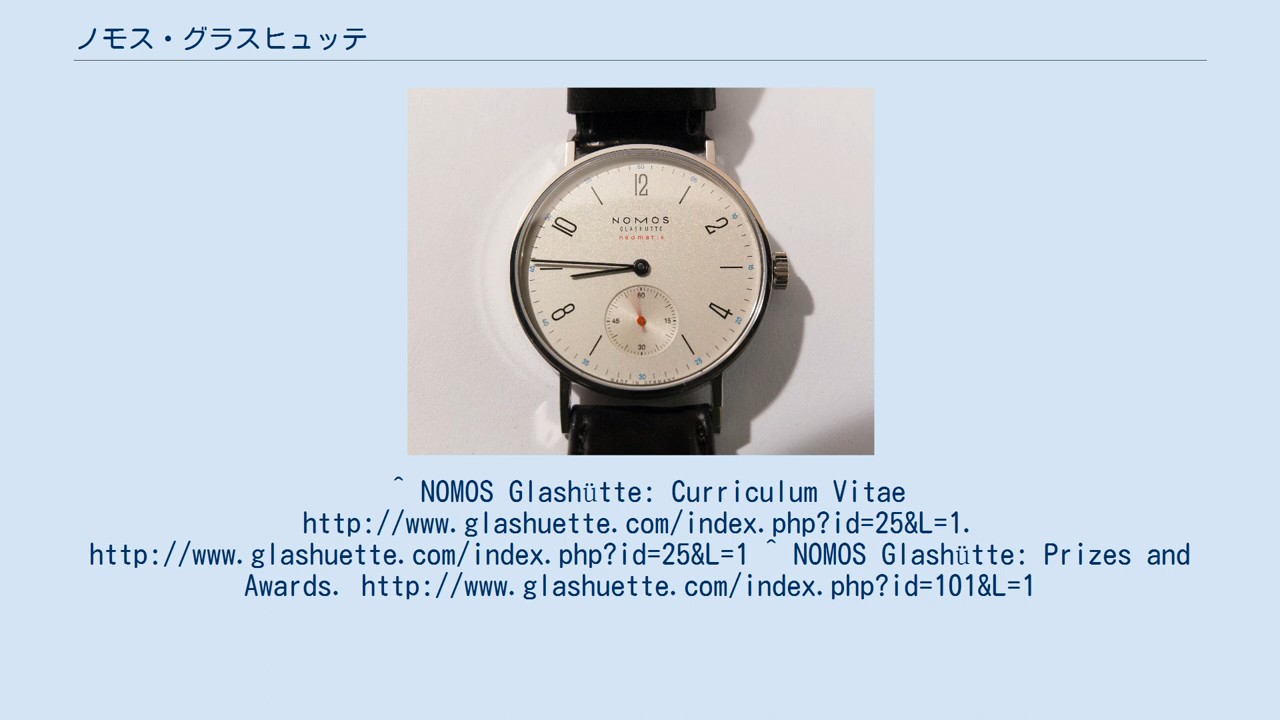 ノモス・グラスヒュッテ
12
2
4
8
10
NOMOS
GLASHÜTTE
neomatik
60
15
30
45
^ NOMOS Glashütte: Curriculum Vitae
http://www.glashuette.com/index.php?id=25&L=1.
http://www.glashuette.com/index.php?id=25&L=1 ^ NOMOS Glashütte: Prizes and
Awards. http://www.glashuette.com/index.php?id=101&L=1